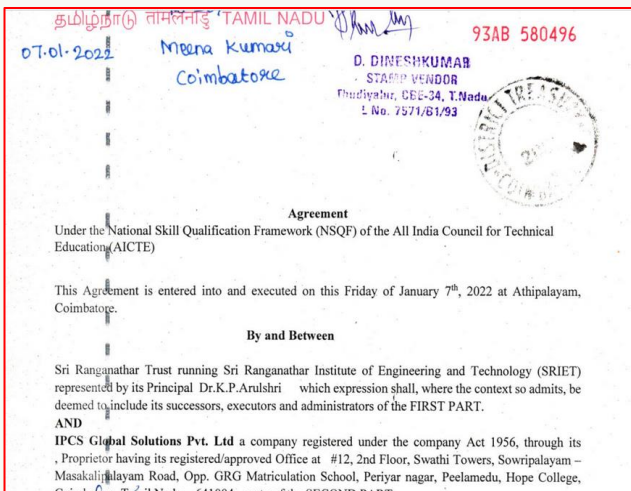 தமிழ்நாடு तमिलनाडु TAMIL NADU
93AB 580496
07.01.2022
Meena Kumari
Coimbatore
D. DINESHKUMAR
STAMP VENDOR
Thudiyalur, CBE-34, T.Nadu
L No. 7571/B1/93
DISTRICT TREASURY
Agreement
Under the National Skill Qualification Framework (NSQF) of the All India Council for Technical
Education (AICTE)
This Agreement is entered into and executed on this Friday of January 7th, 2022 at Athipalayam,
Coimbatore.
By and Between
Sri Ranganathar Trust running Sri Ranganathar Institute of Engineering and Technology (SRIET)
represented by its Principal Dr.K.P.Arulshri which expression shall, where the context so admits, be
deemed to include its successors, executors and administrators of the FIRST PART.
AND
IPCS Global Solutions Pvt. Ltd a company registered under the company Act 1956, through its
, Proprietor having its registered/approved Office at #12, 2nd Floor, Swathi Towers, Sowripalayam –
Masakalipalayam Road, Opp. GRG Matriculation School, Periyar nagar, Peelamedu, Hope College,